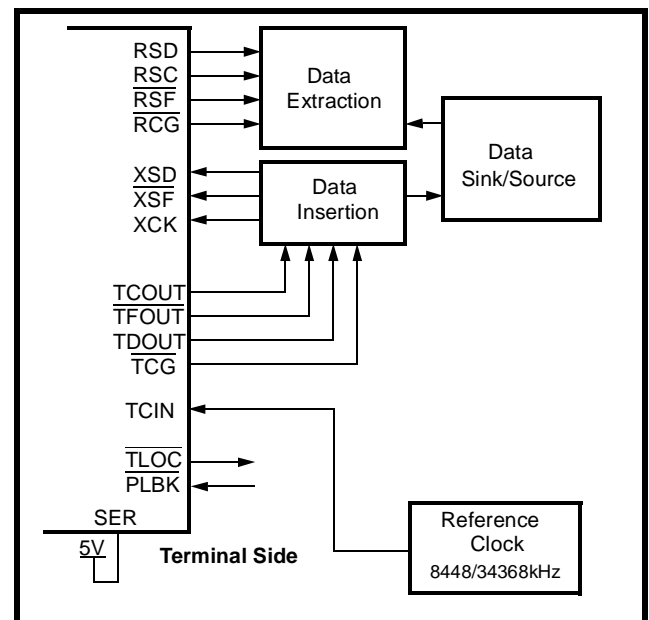 RSD
RSC
RSF
RCG
Data
Extraction
XSD
XSF
XCK
Data
Insertion
Data
Sink/Source
TCOUT
TFOUT
TDOUT
TCG
TCIN
TLOC
PLBK
SER
5V
Terminal Side
Reference
Clock
8448/34368kHz